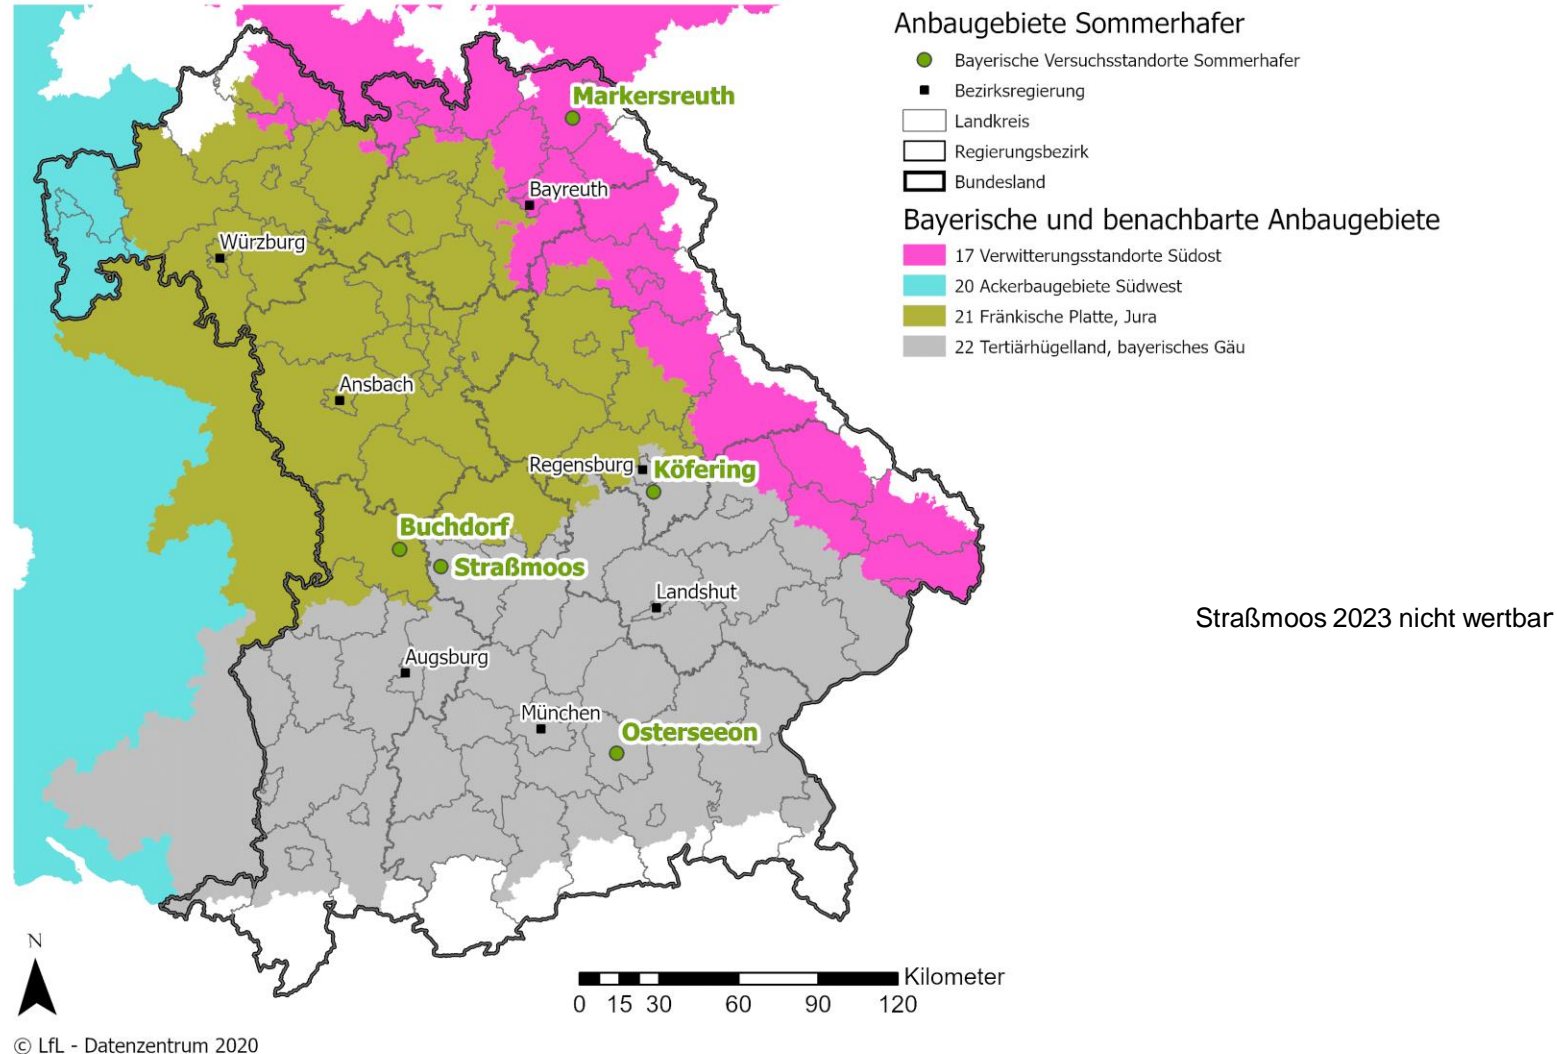 Anbaugebiete Sommerhafer
Bayerische Versuchsstandorte Sommerhafer
Bezirksregierung
Landkreis
Regierungsbezirk
Bundesland
Bayerische und benachbarte Anbaugebiete
17 Verwitterungsstandorte Südost
20 Ackerbaugebiete Südwest
21 Fränkische Platte, Jura
22 Tertiärhügelland, bayerisches Gäu
Markersreuth
Bayreuth
Würzburg
Ansbach
Regensburg
Köfering
Buchdorf
Straßmoos
Landshut
Straßmoos 2023 nicht wertbar
Augsburg
München
Osterseeon
N
Kilometer
0 15 30 60 90 120
© LfL - Datenzentrum 2020